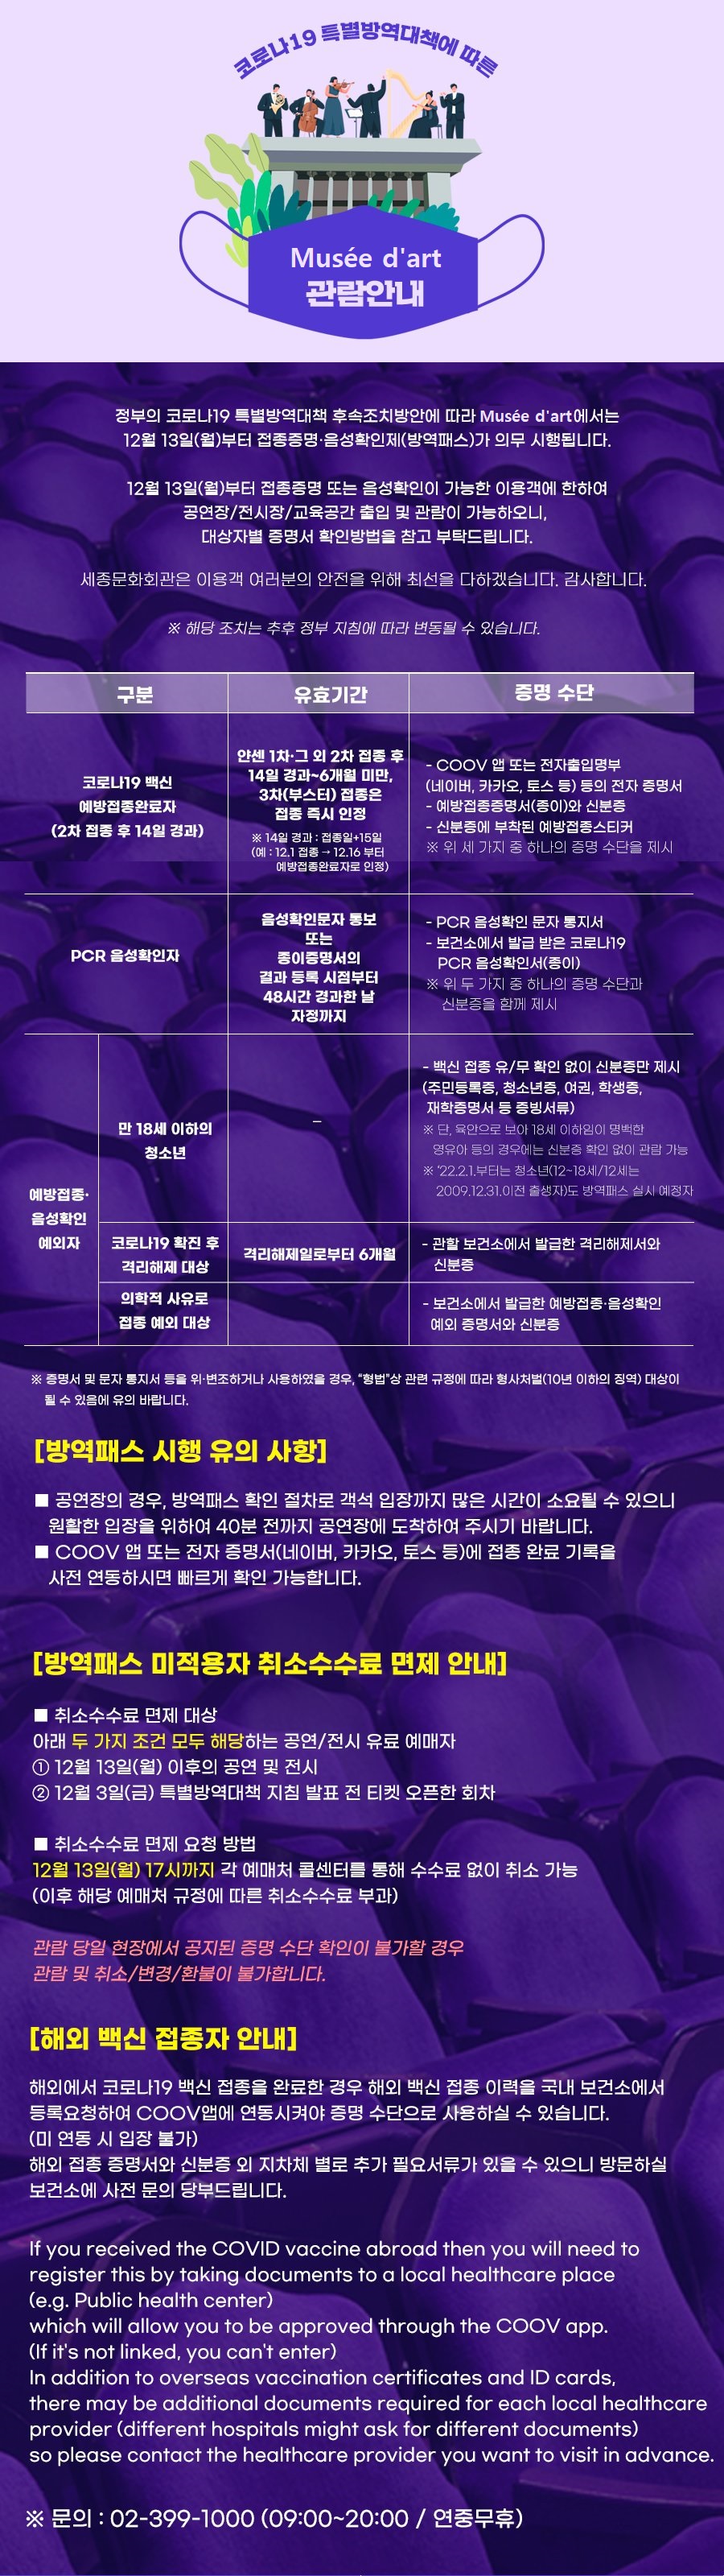 코로나19 특별방역대책에 따른
Musée d'art
관람안내
정부의 코로나19 특별방역대책 후속조치방안에 따라 Musée d'art에서는
12월 13일(월)부터 접종증명·음성확인제(방역패스)가 의무 시행됩니다.
12월 13일(월)부터 접종증명 또는 음성확인이 가능한 이용객에 한하여
공연장/전시장/교육공간 출입 및 관람이 가능하오니,
대상자별 증명서 확인방법을 참고 부탁드립니다.
세종문화회관은 이용객 여러분의 안전을 위해 최선을 다하겠습니다. 감사합니다.
※ 해당 조치는 추후 정부 지침에 따라 변동될 수 있습니다.
구분
유효기간
증명 수단
코로나19 백신
예방접종완료자
(2차 접종 후 14일 경과)
얀센 1차·그 외 2차 접종 후
14일 경과~6개월 미만,
3차(부스터) 접종은
접종 즉시 인정
※ 14일 경과 : 접종일+15일
(예 : 12.1 접종 → 12.16 부터
예방접종완료자로 인정)
- COOV 앱 또는 전자출입명부
(네이버, 카카오, 토스 등) 등의 전자 증명서
- 예방접종증명서(종이)와 신분증
- 신분증에 부착된 예방접종스티커
※ 위 세 가지 중 하나의 증명 수단을 제시
PCR 음성확인자
음성확인문자 통보
또는
종이증명서의
결과 등록 시점부터
48시간 경과한 날
자정까지
- PCR 음성확인 문자 통지서
- 보건소에서 발급 받은 코로나19
PCR 음성확인서(종이)
※ 위 두 가지 중 하나의 증명 수단과
신분증을 함께 제시
예방접종·
음성확인
예외자
만 18세 이하의
청소년
–
- 백신 접종 유/무 확인 없이 신분증만 제시
(주민등록증, 청소년증, 여권, 학생증,
재학증명서 등 증빙서류)
※ 단, 육안으로 보아 18세 이하임이 명백한
영유아 등의 경우에는 신분증 확인 없이 관람 가능
※ '22.2.1.부터는 청소년(12~18세/12세는
2009.12.31.이전 출생자)도 방역패스 실시 예정자
코로나19 확진 후
격리해제 대상
격리해제일로부터 6개월
- 관할 보건소에서 발급한 격리해제서와
신분증
의학적 사유로
접종 예외 대상
- 보건소에서 발급한 예방접종·음성확인
예외 증명서와 신분증
※ 증명서 및 문자 통지서 등을 위·변조하거나 사용하였을 경우, “형법”상 관련 규정에 따라 형사처벌(10년 이하의 징역) 대상이
될 수 있음에 유의 바랍니다.
[방역패스 시행 유의 사항]
■ 공연장의 경우, 방역패스 확인 절차로 객석 입장까지 많은 시간이 소요될 수 있으니
원활한 입장을 위하여 40분 전까지 공연장에 도착하여 주시기 바랍니다.
■ COOV 앱 또는 전자 증명서(네이버, 카카오, 토스 등)에 접종 완료 기록을
사전 연동하시면 빠르게 확인 가능합니다.
[방역패스 미적용자 취소수수료 면제 안내]
■ 취소수수료 면제 대상
아래 두 가지 조건 모두 해당하는 공연/전시 유료 예매자
① 12월 13일(월) 이후의 공연 및 전시
② 12월 3일(금) 특별방역대책 지침 발표 전 티켓 오픈한 회차
■ 취소수수료 면제 요청 방법
12월 13일(월) 17시까지 각 예매처 콜센터를 통해 수수료 없이 취소 가능
(이후 해당 예매처 규정에 따른 취소수수료 부과)
관람 당일 현장에서 공지된 증명 수단 확인이 불가할 경우
관람 및 취소/변경/환불이 불가합니다.
[해외 백신 접종자 안내]
해외에서 코로나19 백신 접종을 완료한 경우 해외 백신 접종 이력을 국내 보건소에서
등록요청하여 COOV앱에 연동시켜야 증명 수단으로 사용하실 수 있습니다.
(미 연동 시 입장 불가)
해외 접종 증명서와 신분증 외 지차체 별로 추가 필요서류가 있을 수 있으니 방문하실
보건소에 사전 문의 당부드립니다.
If you received the COVID vaccine abroad then you will need to
register this by taking documents to a local healthcare place
(e.g. Public health center)
which will allow you to be approved through the COOV app.
(If it's not linked, you can't enter)
In addition to overseas vaccination certificates and ID cards,
there may be additional documents required for each local healthcare
provider (different hospitals might ask for different documents)
so please contact the healthcare provider you want to visit in advance.
※ 문의 : 02-399-1000 (09:00~20:00 / 연중무휴)